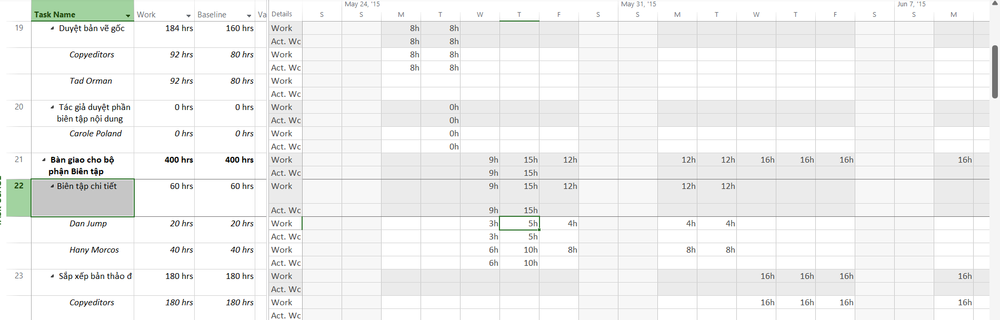 May 24, '15 May 31, '15 Jun 7, '15
Task Name Work Baseline Va Details S S M T W T F S S M T W T F S S M
19 Duyệt bản vẽ gốc 184 hrs 160 hrs Work 8h 8h
Act. Wc 8h 8h
Copyeditors 92 hrs 80 hrs Work 8h 8h
Act. Wc 8h 8h
Tad Orman 92 hrs 80 hrs Work
Act. Wc
20 Tác giả duyệt phần 0 hrs 0 hrs Work 0h
biên tập nội dung Act. Wc 0h
Carole Poland 0 hrs 0 hrs Work 0h
Act. Wc 0h
21 Bàn giao cho bộ 400 hrs 400 hrs Work 9h 15h 12h 12h 12h 16h 16h 16h 16h
phận Biên tập Act. Wc 9h 15h
22 Biên tập chi tiết 60 hrs 60 hrs Work 9h 15h 12h 12h 12h
Act. Wc 9h 15h
Dan Jump 20 hrs 20 hrs Work 3h 5h 4h 4h 4h
Act. Wc 3h 5h
Hany Morcos 40 hrs 40 hrs Work 6h 10h 8h 8h 8h
Act. Wc 6h 10h
23 Sắp xếp bản thảo đ 180 hrs 180 hrs Work 16h 16h 16h 16h
Act. Wc
Copyeditors 180 hrs 180 hrs Work 16h 16h 16h 16h
Act. Wc